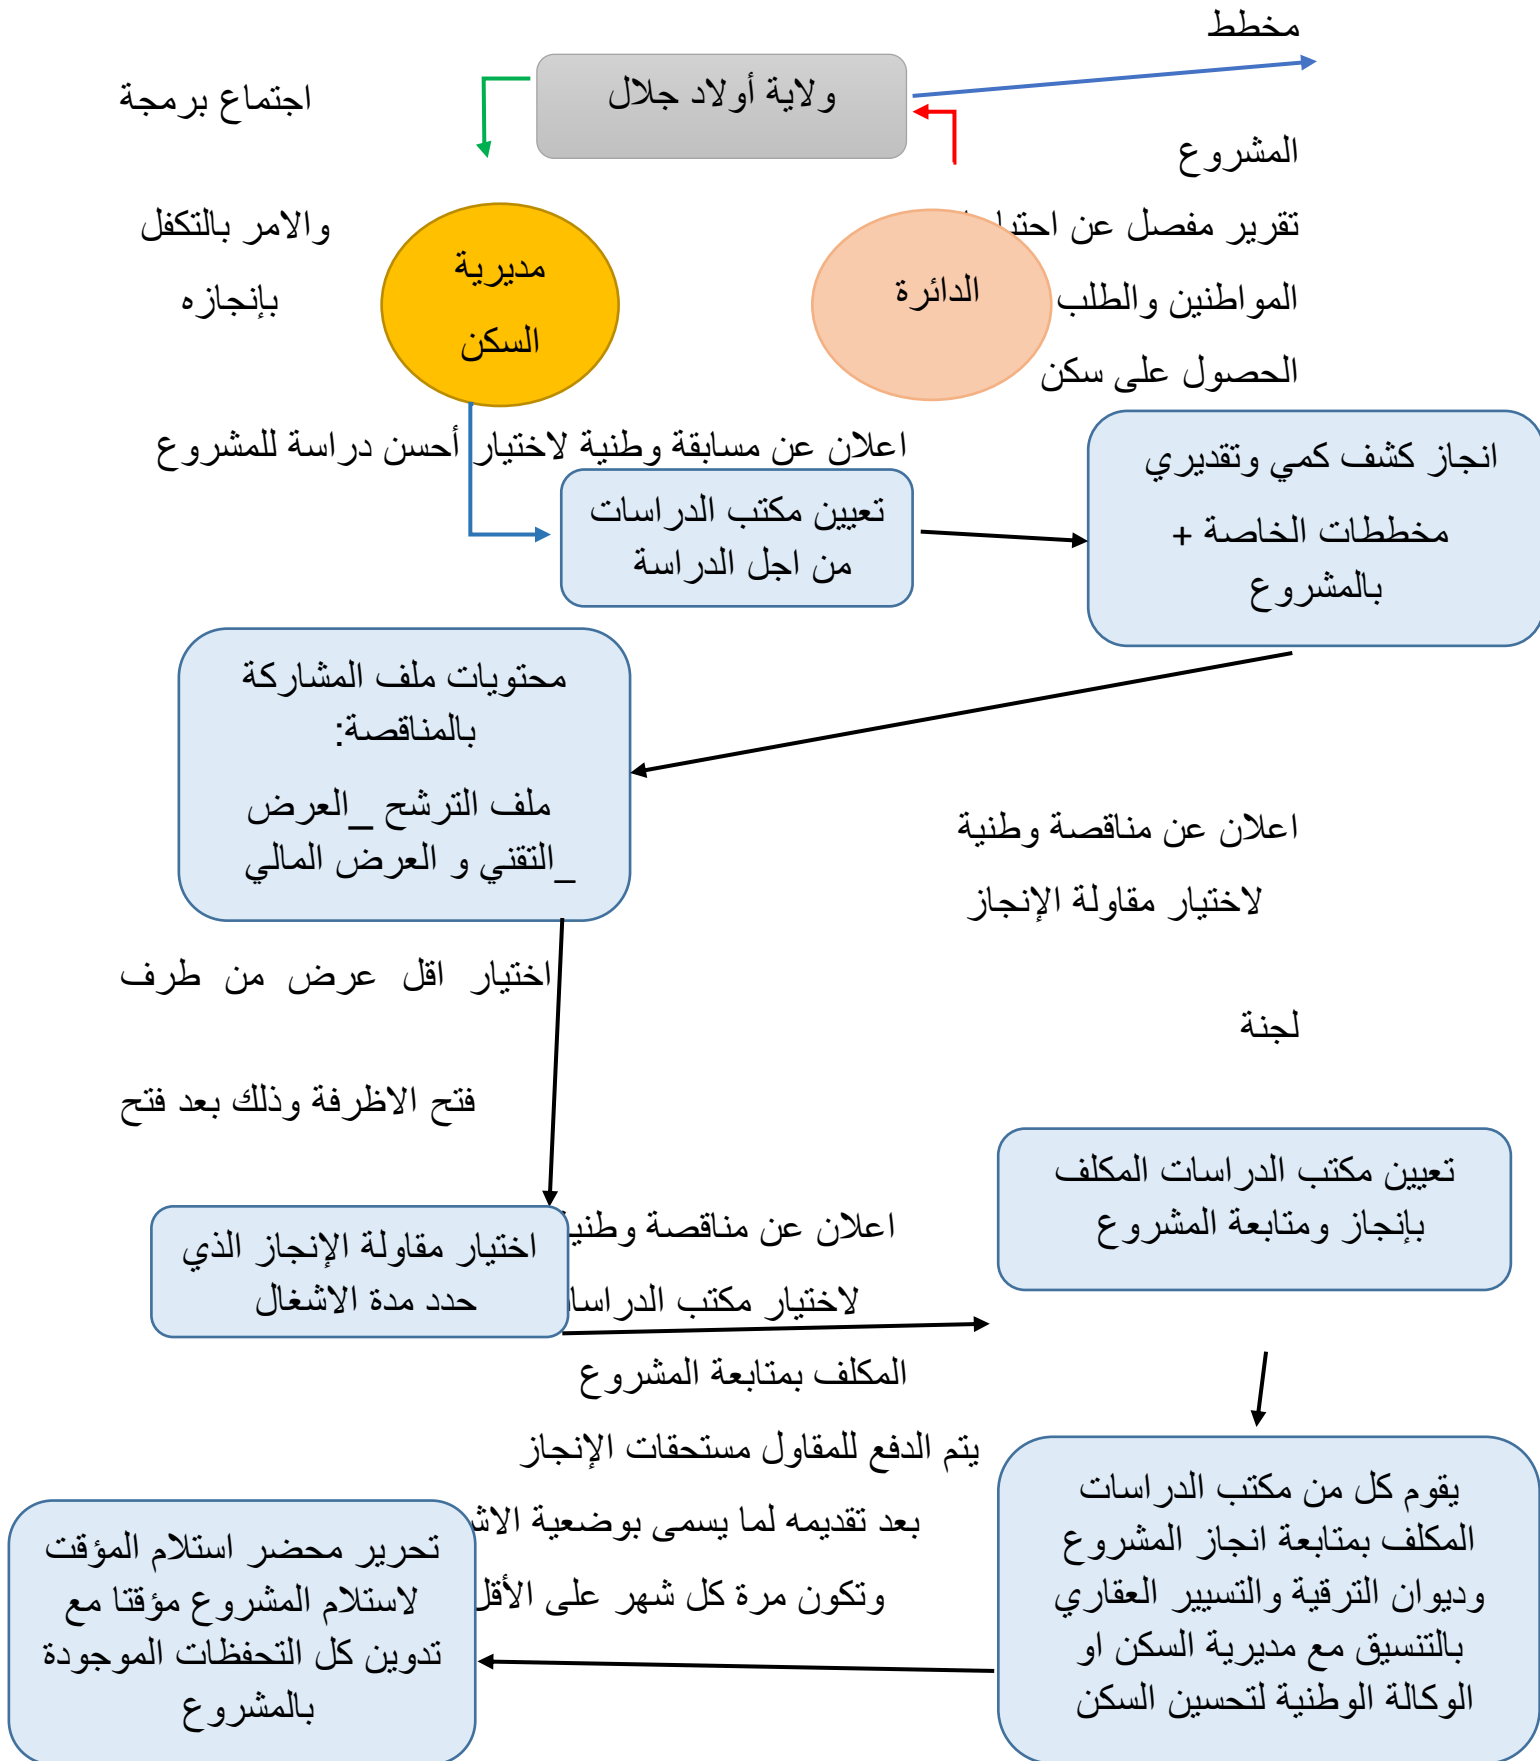 مخطط
ولاية أولاد جلال
اجتماع برمجة
المشروع
والامر بالتكفل
بإنجازه
تقرير مفصل عن
المواطنين والطلب
الحصول على سكن
الدائرة
مديرية
السكن
اعلان عن مسابقة وطنية لاختيار أحسن دراسة للمشروع
تعيين مكتب الدراسات
من اجل الدراسة
انجاز كشف كمي وتقديري
مخططات الخاصة +
بالمشروع
محتويات ملف المشاركة
بالمناقصة:
ملف الترشح _العرض
التقني و العرض المالي_
اعلان عن مناقصة وطنية
لاختيار مقاولة الإنجاز
اختيار اقل عرض من طرف
لجنة
فتح الاظرفة وذلك بعد فتح
تعيين مكتب الدراسات المكلف
بإنجاز ومتابعة المشروع
اعلان عن مناقصة
لاختيار مكتب
المكلف بمتابعة المشروع
اختيار مقاولة الإنجاز الذي
حدد مدة الاشغال
يتم الدفع للمقاول مستحقات الإنجاز
بعد تقديمه لما يسمى بوضعية
وتكون مرة كل شهر على الأقل
يقوم كل من مكتب الدراسات
المكلف بمتابعة انجاز المشروع
وديوان الترقية والتسيير العقاري
بالتنسيق مع مديرية السكن او
الوكالة الوطنية لتحسين السكن
تحرير محضر استلام المؤقت
لاستلام المشروع مؤقتا مع
تدوين كل التحفظات الموجودة
بالمشروع